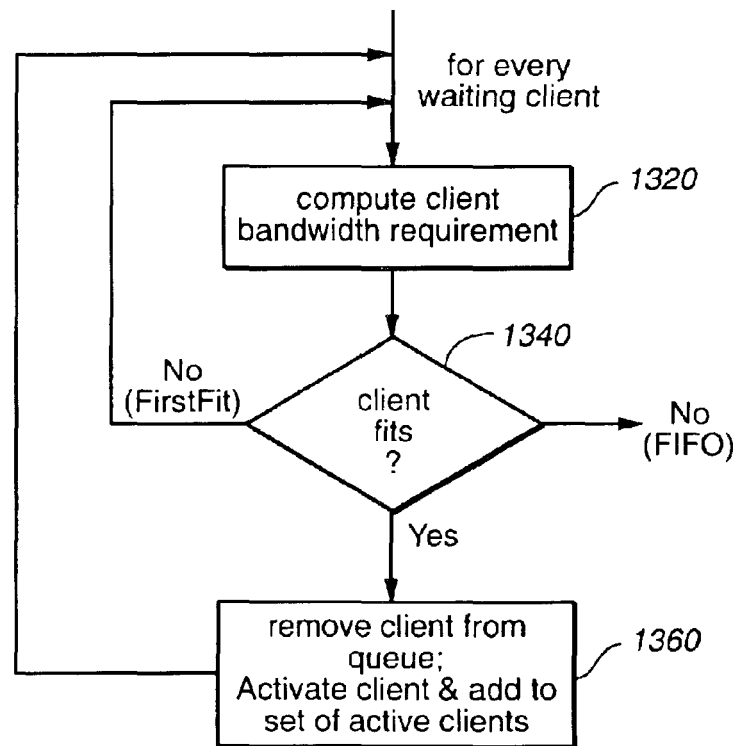 for every
waiting client
compute client
bandwidth requirement
1320
1340
No
(FirstFit)
client
fits
?
No
(FIFO)
Yes
remove client from
queue;
Activate client & add to
set of active clients
1360